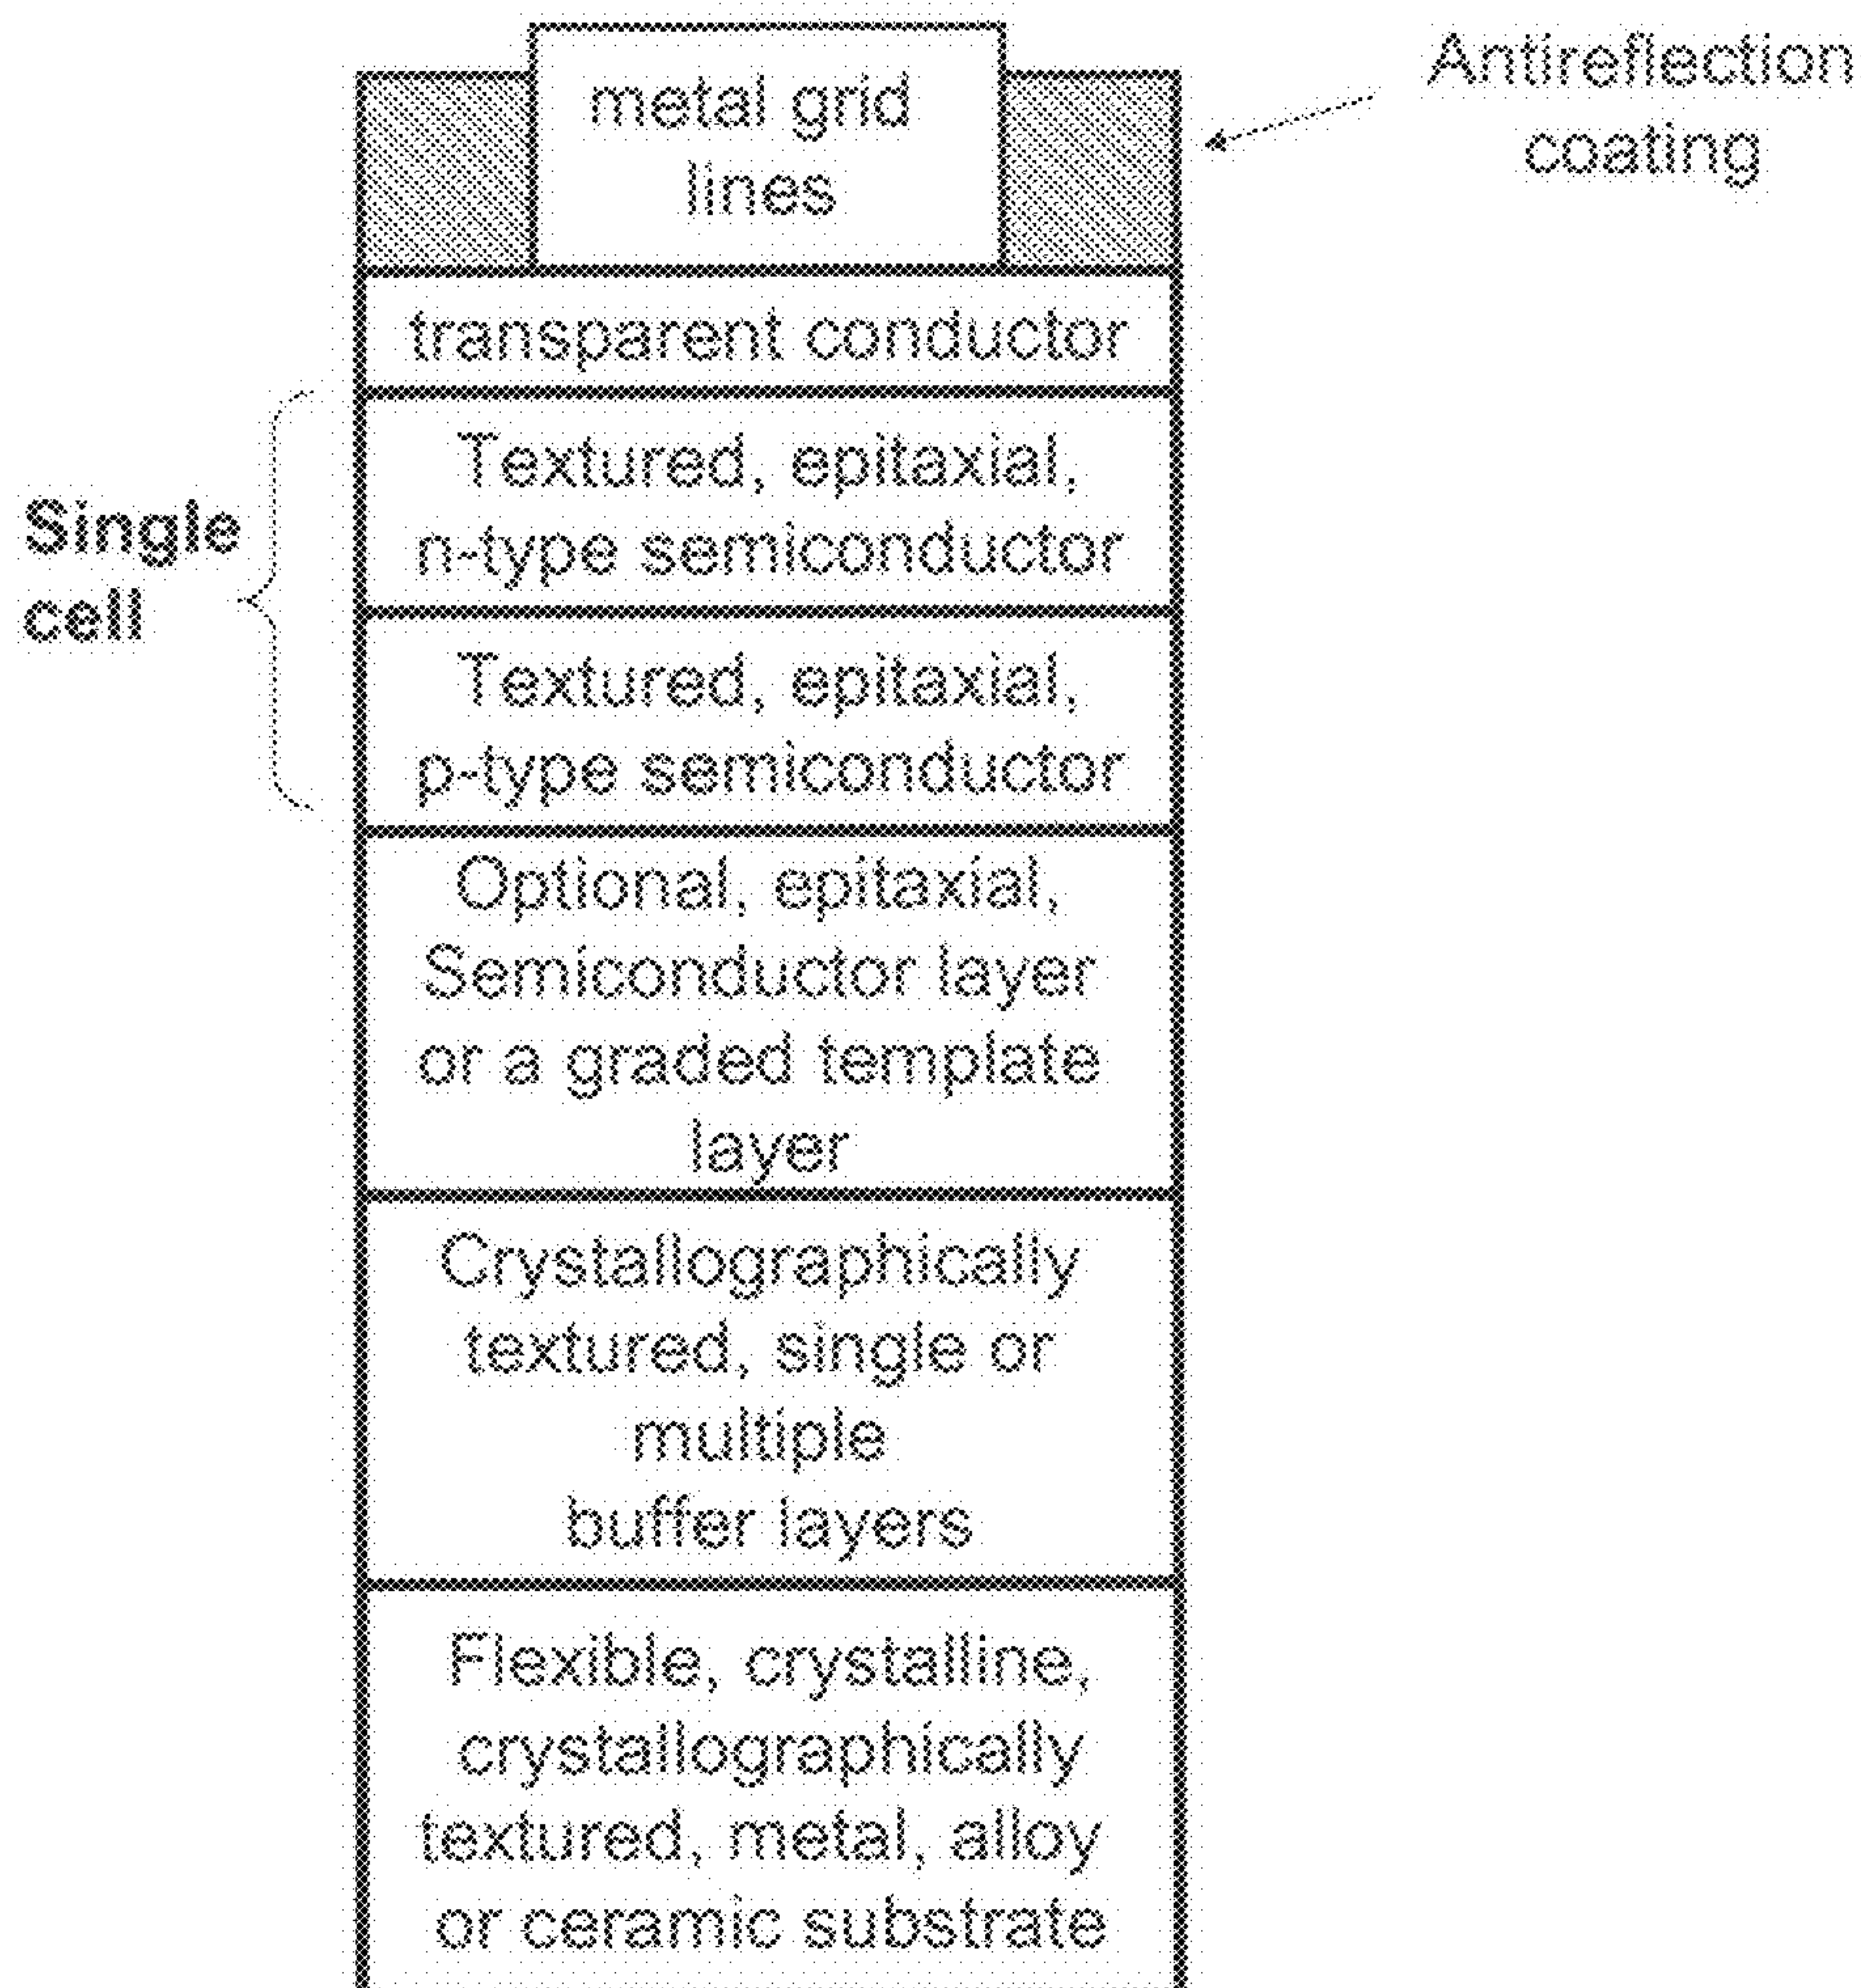 Antireflection
coating
metal grid
lines
transparent conductor
Single
cell
Textured, epitaxial,
n-type semiconductor
Textured, epitaxial,
p-type semiconductor
Optional, epitaxial,
Semiconductor layer
or a graded template
layer
Crystallographically
textured, single or
multiple
buffer layers
Flexible, crystalline,
crystallographically
textured, metal, alloy
or ceramic substrate